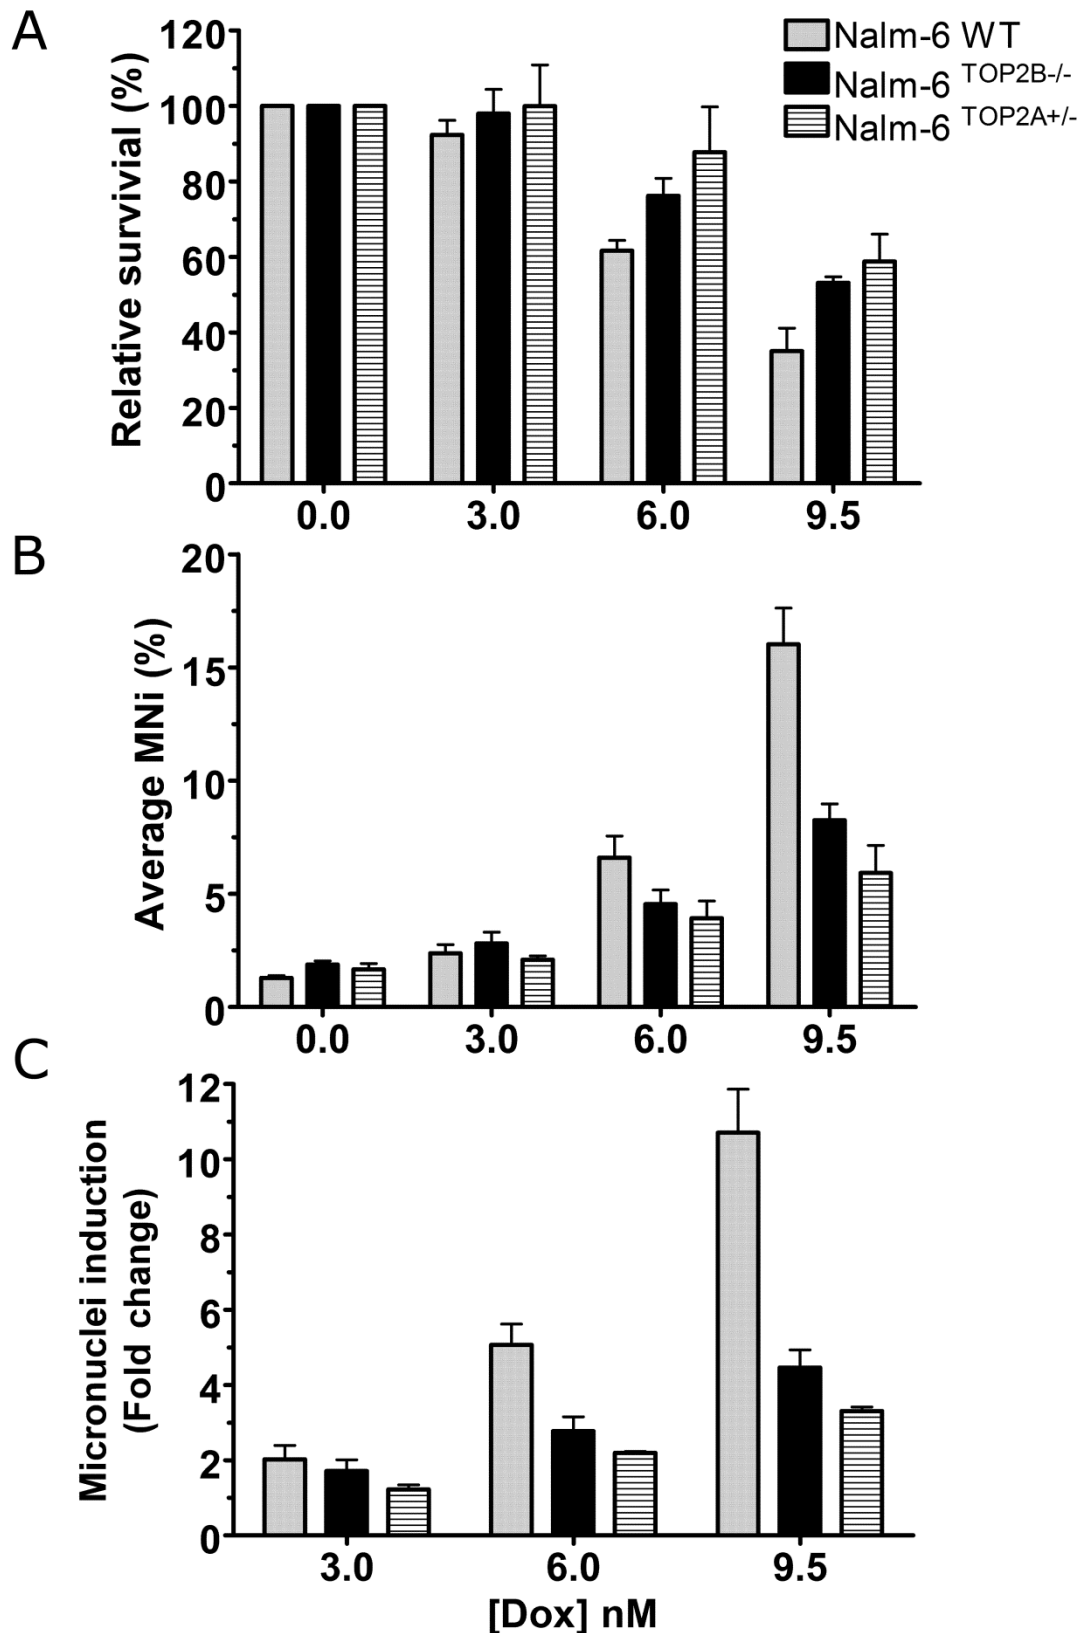 A
Relative survivial (%)
120
100
80
60
40
20
0
0.0 3.0 6.0 9.5
Nalm-6 WT
Nalm-6 TOP2B-/-
Nalm-6 TOP2A+/-
B
Average MNi (%)
20
15
10
5
0
0.0 3.0 6.0 9.5
C
Micronuclei induction
(Fold change)
12
10
8
6
4
2
0
3.0 6.0 9.5
[Dox] nM